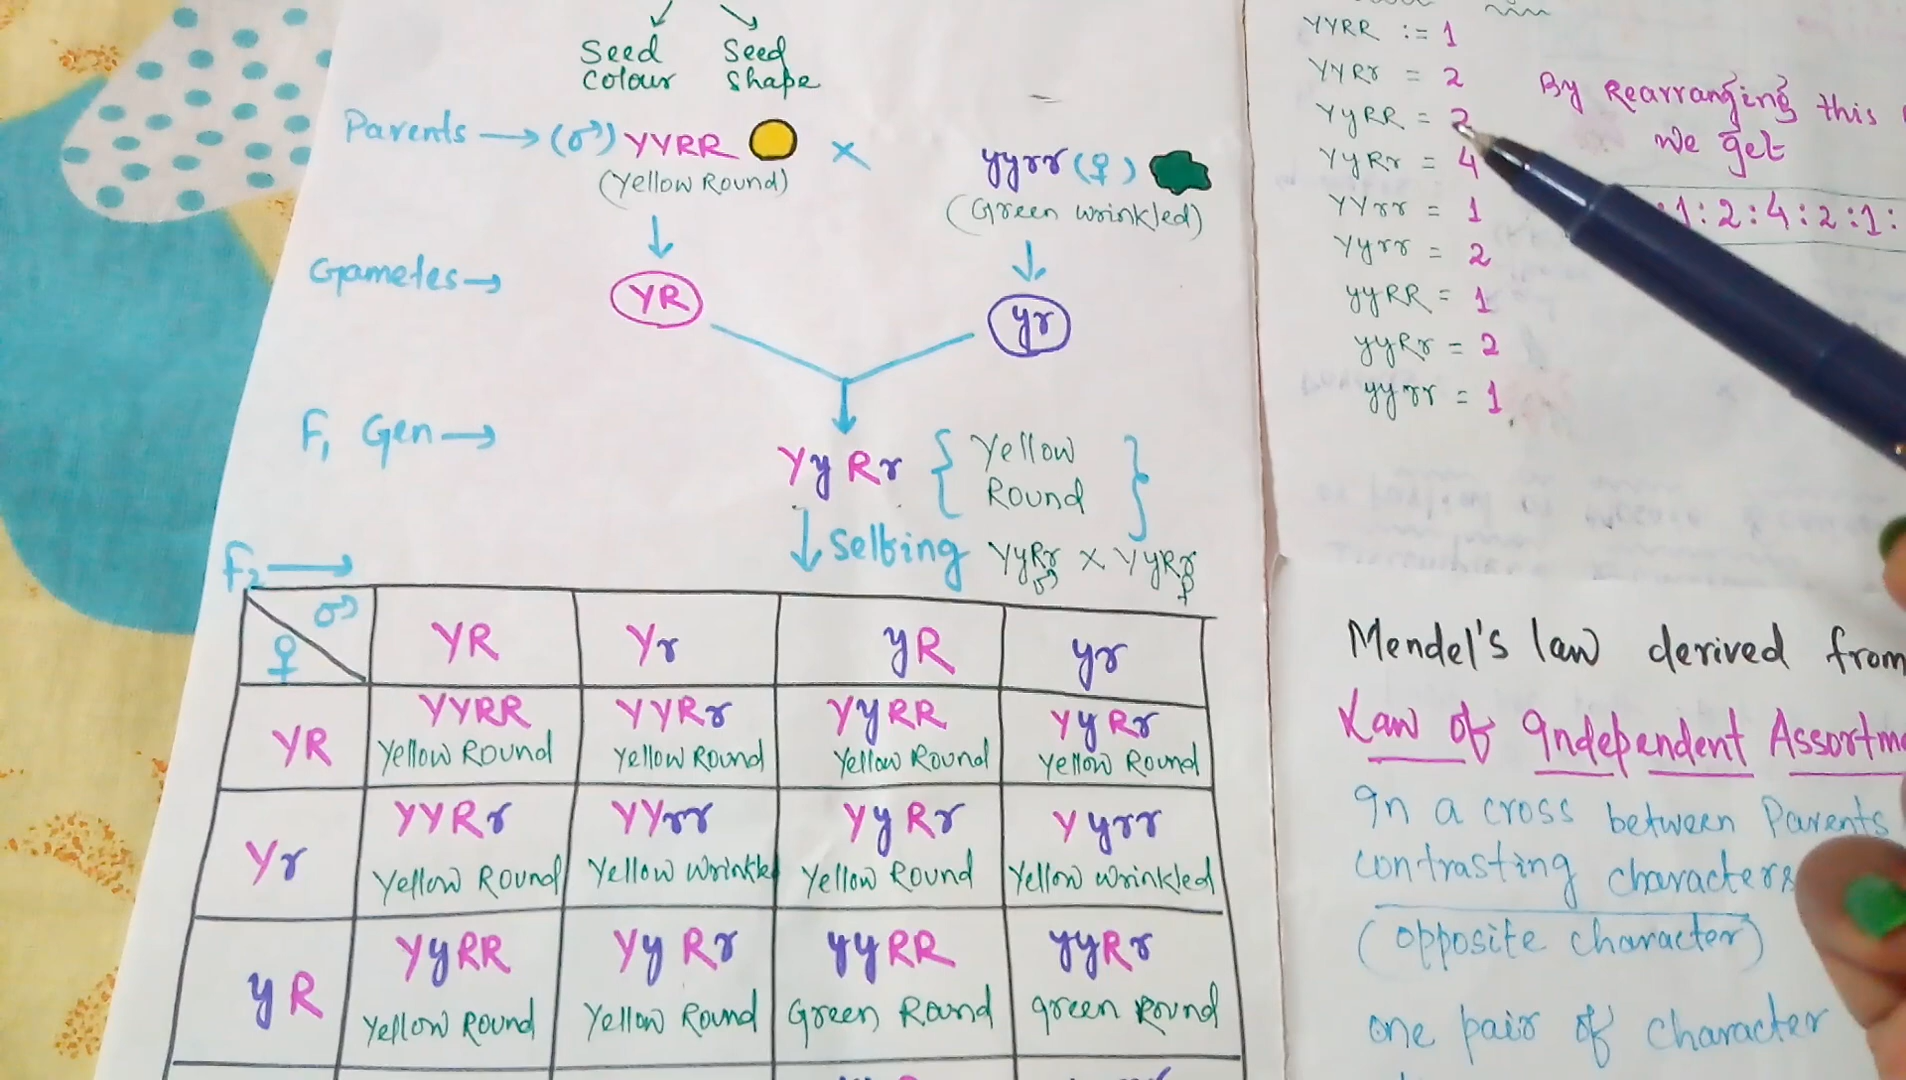 Seed Seed
Colour Shape
Parents → (♂) YYRR × yyrr (♀)
(Yellow Round) (Green wrinkled)
Gametes → YR yr
F1 Gen → YyRr { Yellow Round }
↓ Selfing YyRr ♂ × YyRr ♀
F2 →
♂ ♀ YR Yr yR yr
YR YYRR YYRr YyRR YyRr
Yellow Round Yellow Round Yellow Round Yellow Round
Yr YYRr YYrr YyRr Yyrr
Yellow Round Yellow Wrinkled Yellow Round Yellow Wrinkled
yR YyRR YyRr yyRR yyRr
Yellow Round Yellow Round Green Round green Round
YYRR := 1
YYRr = 2
YyRR = 2
YyRr = 4
YYrr = 1
Yyrr = 2
yyRR = 1
yyRr = 2
yyrr = 1
By Rearranging this
we get
:1:2:4:2:1:
Mendel's law derived from
Law of Independent
In a cross between Parents
contrasting characters
(opposite character)
one pair of character